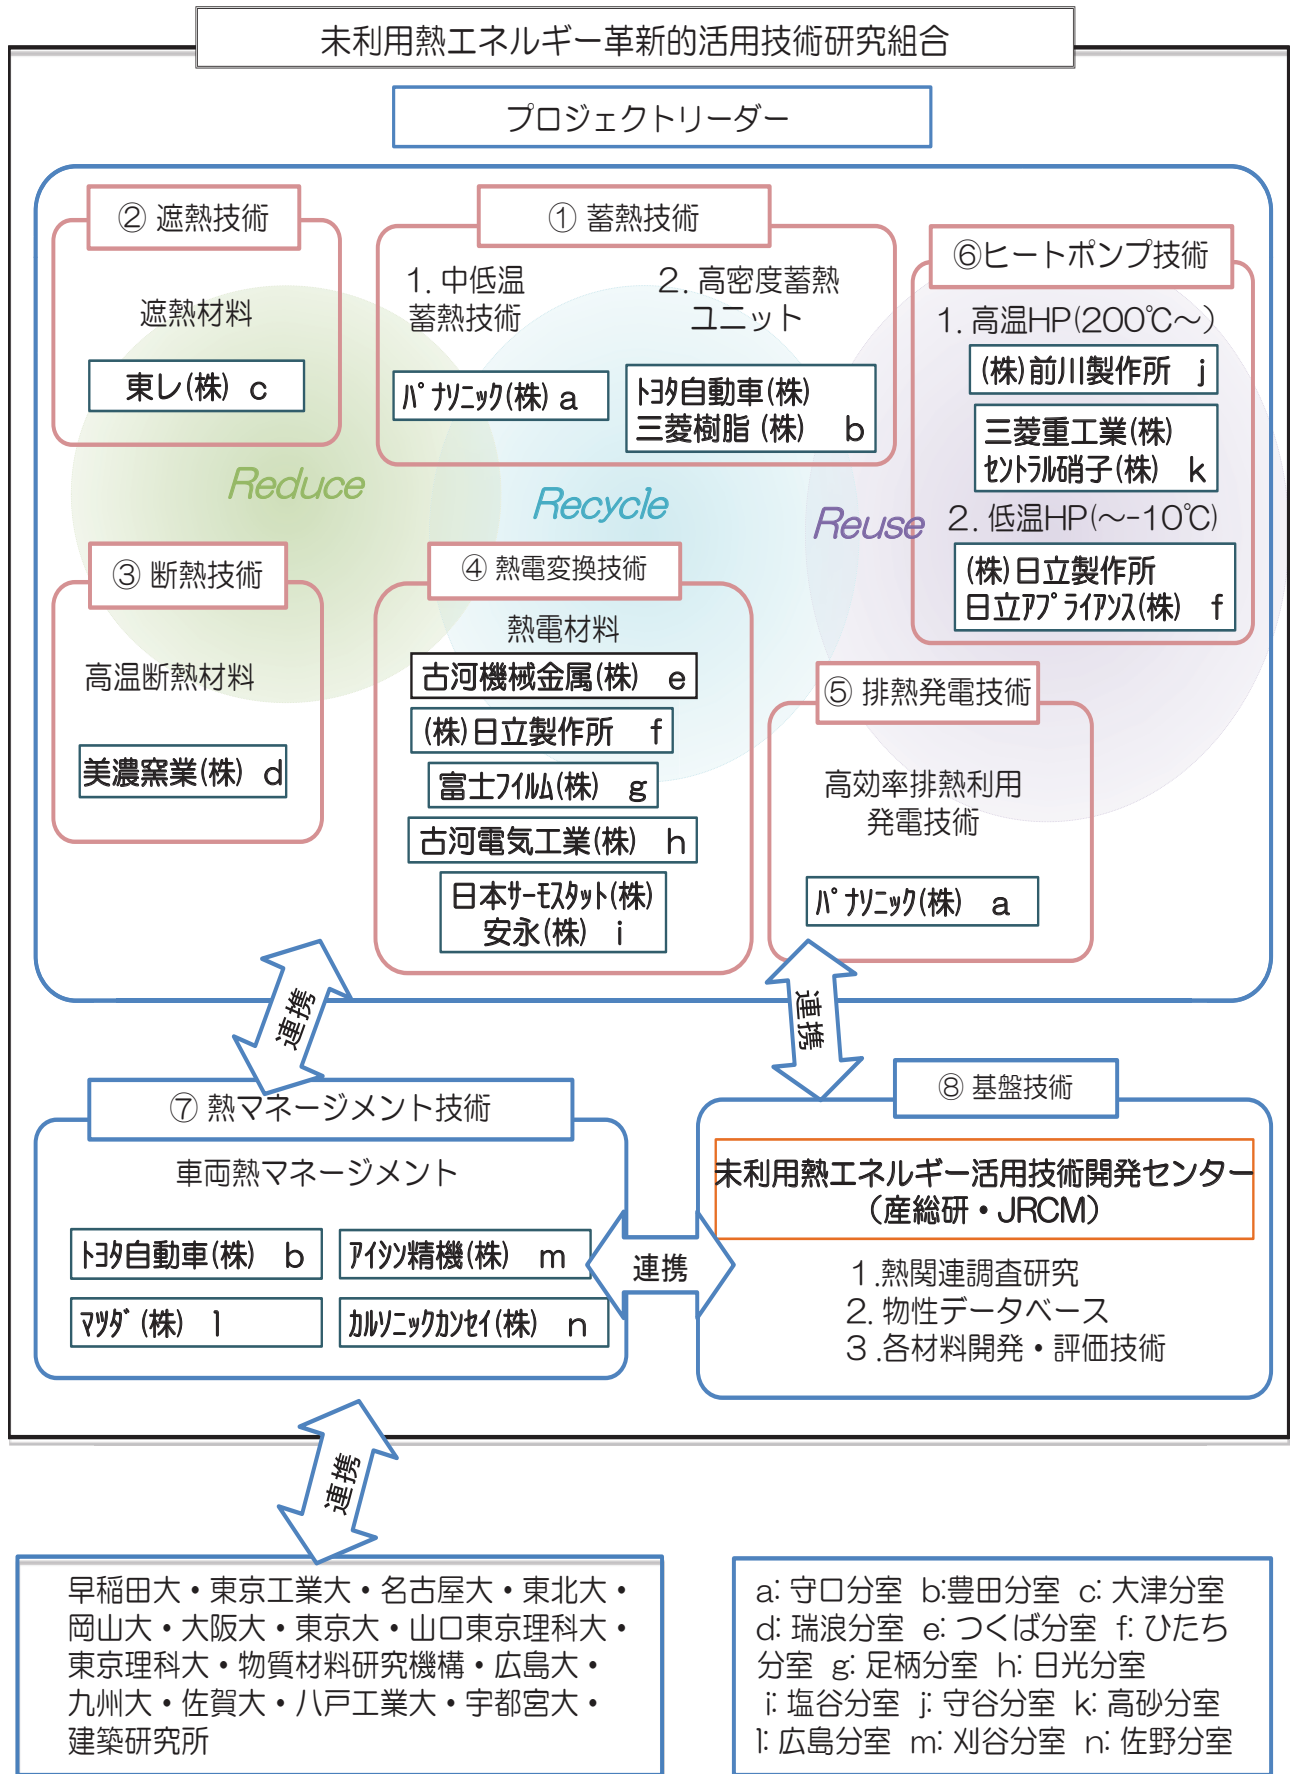 未利用熱エネルギー革新的活用技術研究組合
プロジェクトリーダー
② 遮熱技術
遮熱材料
東レ(株) c
① 蓄熱技術
1. 中低温
蓄熱技術
パナソニック(株) a
2. 高密度蓄熱
ユニット
トヨタ自動車(株)
三菱樹脂(株) b
⑥ヒートポンプ技術
1. 高温HP(200℃~)
(株)前川製作所 j
三菱重工業(株)
セントラル硝子(株) k
2. 低温HP(~-10℃)
(株)日立製作所
日立アプライアンス(株) f
Reduce
Recycle
Reuse
③ 断熱技術
高温断熱材料
美濃窯業(株) d
④ 熱電変換技術
熱電材料
古河機械金属(株) e
(株)日立製作所 f
富士フイルム(株) g
古河電気工業(株) h
日本サーモスタット(株)
安永(株) i
⑤ 排熱発電技術
高効率排熱利用
発電技術
パナソニック(株) a
連携
連携
⑦ 熱マネージメント技術
車両熱マネージメント
トヨタ自動車(株) b
アイシン精機(株) m
マツダ(株) l
カルソニックカンセイ(株) n
連携
⑧ 基盤技術
未利用熱エネルギー活用技術開発センター
(産総研・JRCM)
1.熱関連調査研究
2. 物性データベース
3.各材料開発・評価技術
連携
早稲田大・東京工業大・名古屋大・東北大・
岡山大・大阪大・東京大・山口東京理科大・
東京理科大・物質材料研究機構・広島大・
九州大・佐賀大・八戸工業大・宇都宮大・
建築研究所
a: 守口分室 b:豊田分室 c: 大津分室
d: 瑞浪分室 e: つくば分室 f: ひたち
分室 g: 足柄分室 h: 日光分室
i: 塩谷分室 j: 守谷分室 k: 高砂分室
l: 広島分室 m: 刈谷分室 n: 佐野分室